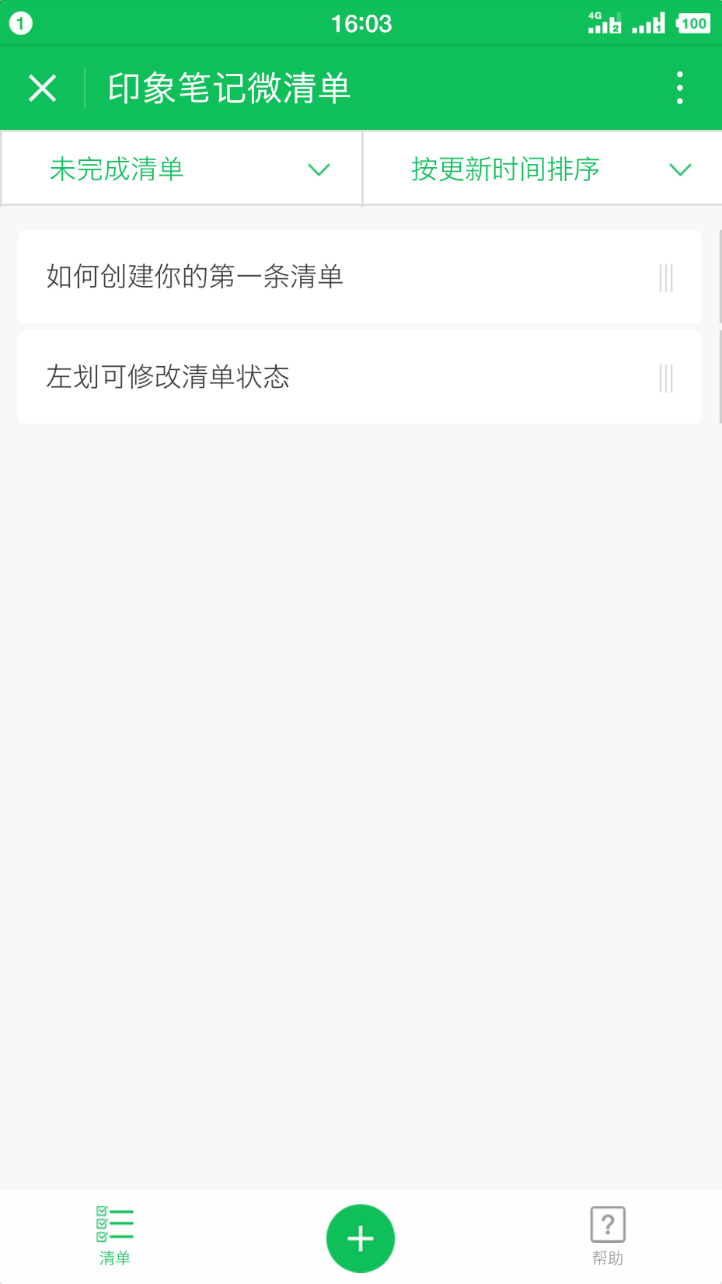 1
16:03
4G 2 1 100
印象笔记微清单
未完成清单
按更新时间排序
如何创建你的第一条清单
左划可修改清单状态
清单
帮助